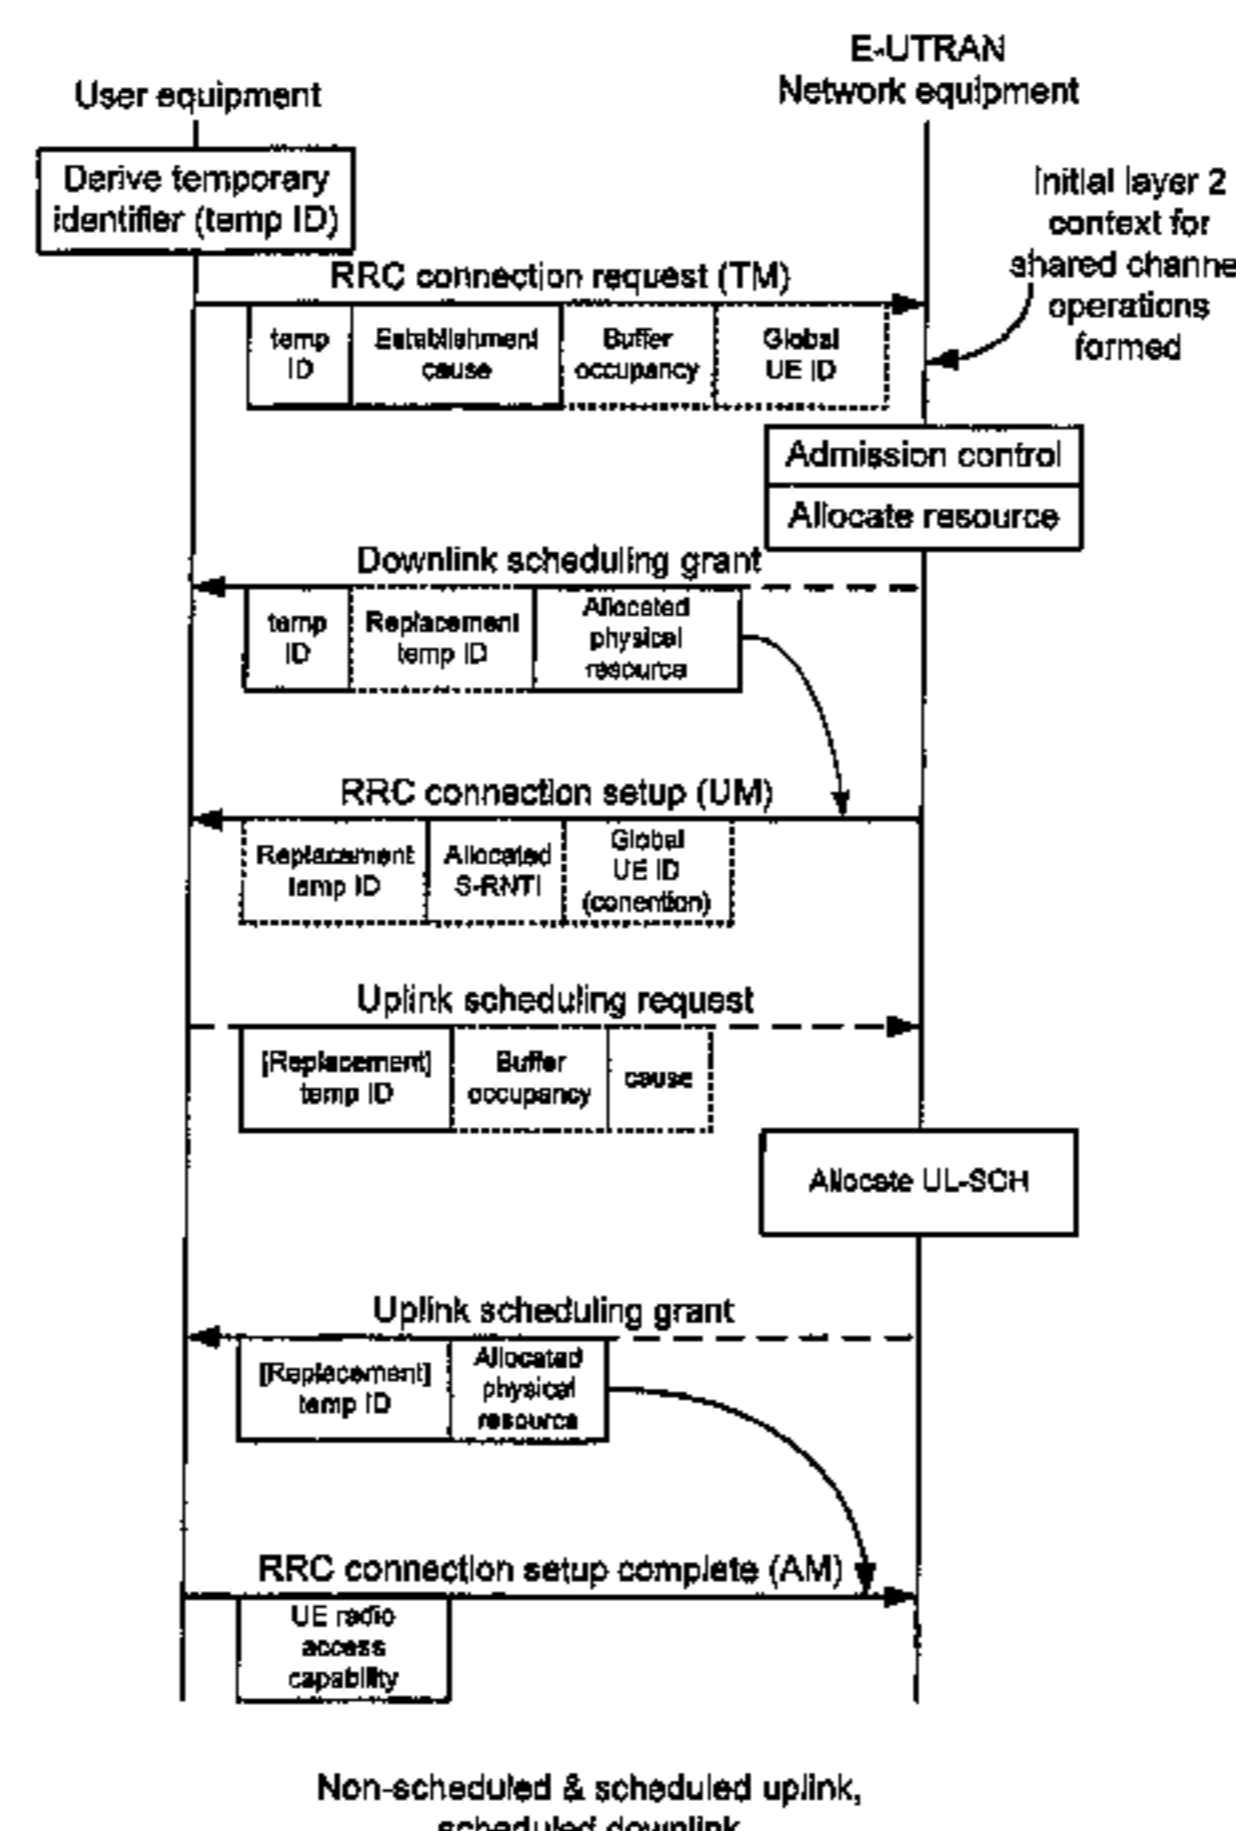 E-UTRAN
Network equipment
User equipment
Derive temporary
identifier (temp ID)
Initial layer 2
context for
shared channe
operations
formed
RRC connection request (TM)
temp
ID
Establishment
cause
Buffer
occupancy
Global
UE ID
Admission control
Allocate resource
Downlink scheduling grant
temp
ID
Replacement
temp ID
Allocated
physical
resource
RRC connection setup (UM)
Replacement
temp ID
Allocated
S-RNTI
Global
UE ID
(conention)
Uplink scheduling request
[Replacement]
temp ID
Buffer
occupancy
cause
Allocate UL-SCH
Uplink scheduling grant
[Replacement]
temp ID
Allocated
physical
resource
RRC connection setup complete (AM)
UE radio
access
capability
Non-scheduled & scheduled uplink,
scheduled downlink